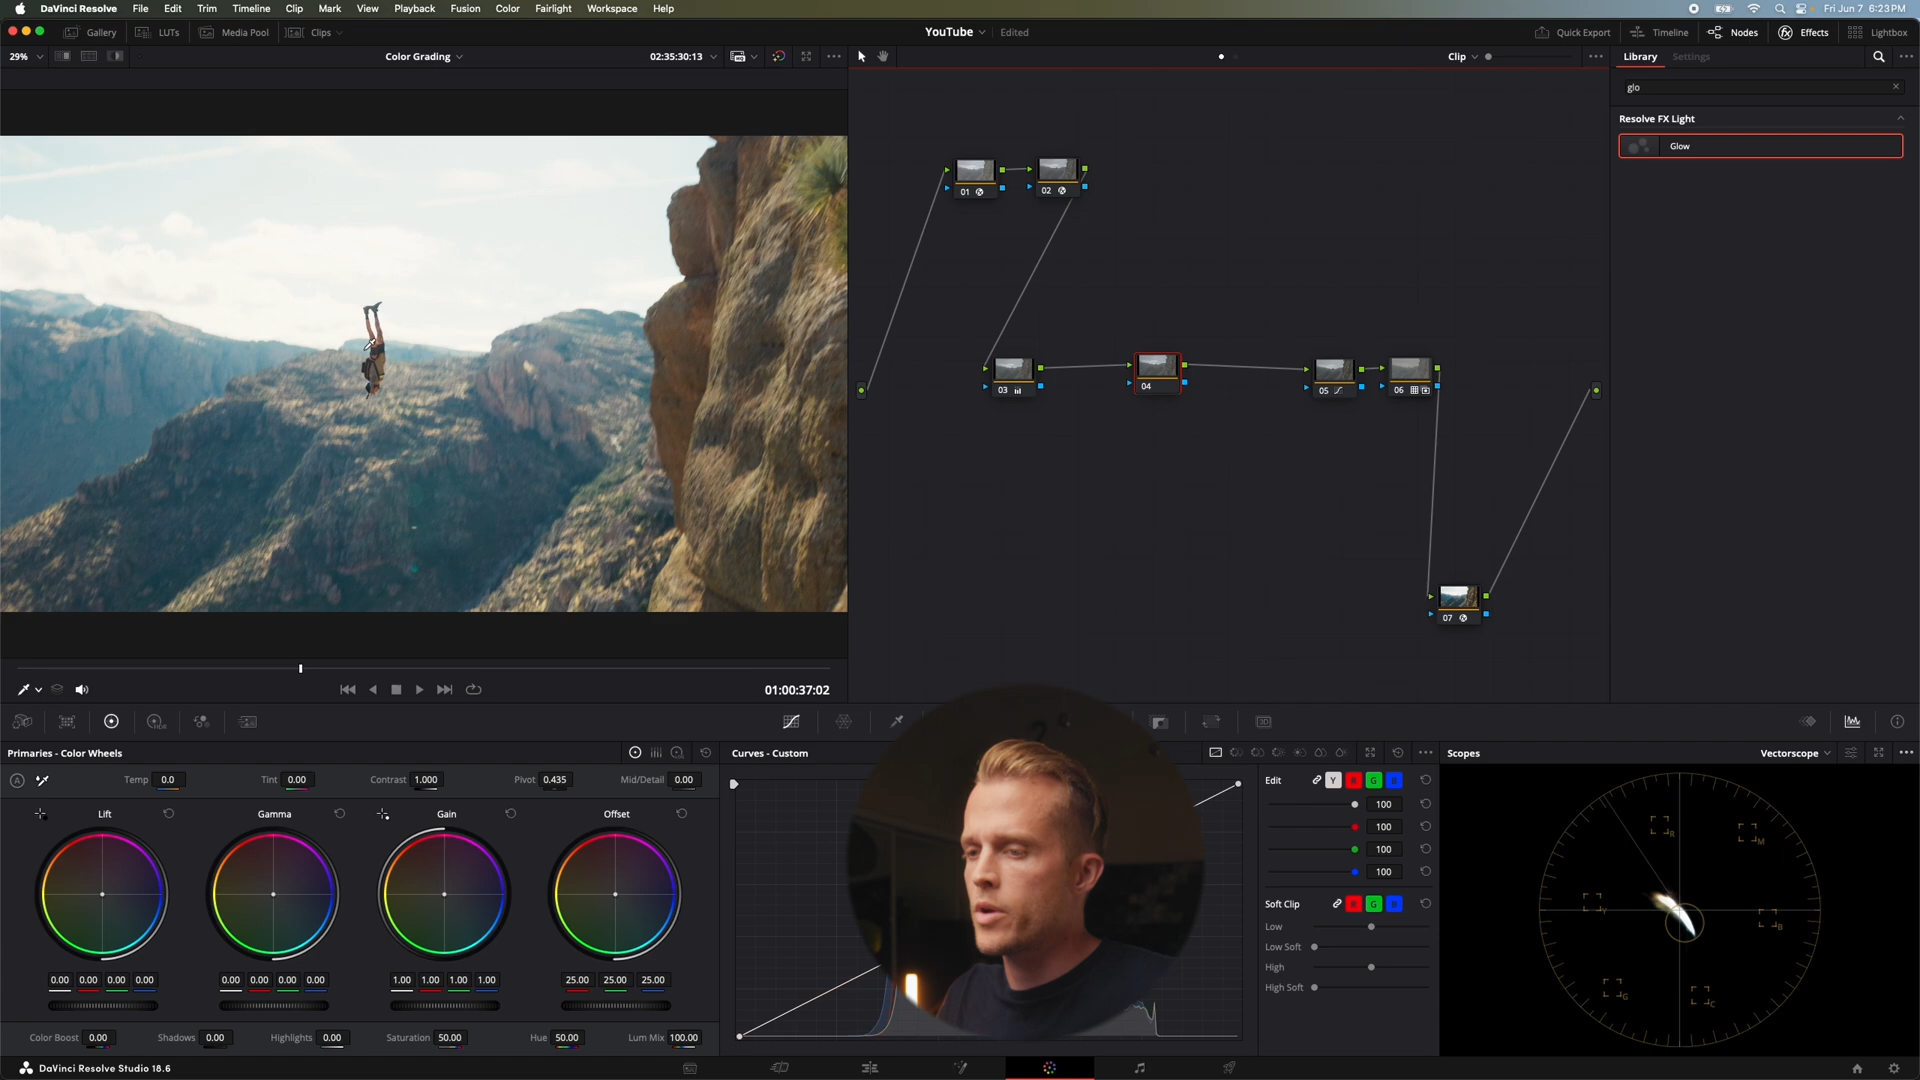 DaVinci Resolve File Edit Trim Timeline Clip Mark View Playback Fusion Color Fairlight Workspace Help Fri Jun 7 6:23 PM
Gallery LUTs Media Pool Clips YouTube Edited Quick Export Timeline Nodes Effects Lightbox
29% Color Grading 02:35:30:13 Clip Library Settings
glo
Resolve FX Light
Glow
01 02
03 04 05 06
07
01:00:37:02
Primaries - Color Wheels Curves - Custom Scopes Vectorscope
Temp 0.0 Tint 0.00 Contrast 1.000 Pivot 0.435 Mid/Detail 0.00 Edit Y R G B
Lift Gamma Gain Offset
100
100
100
100
Soft Clip R G B
Low
Low Soft
High
High Soft
R M Y B G C
0.00 0.00 0.00 0.00 0.00 0.00 0.00 0.00 1.00 1.00 1.00 1.00 25.00 25.00 25.00
Color Boost 0.00 Shadows 0.00 Highlights 0.00 Saturation 50.00 Hue 50.00 Lum Mix 100.00
DaVinci Resolve Studio 18.6